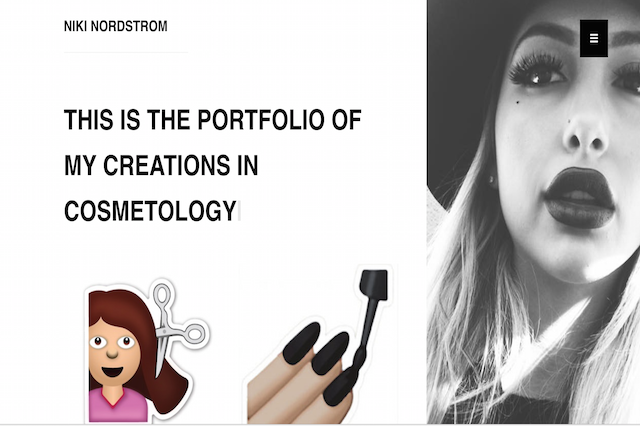 NIKI NORDSTROM
THIS IS THE PORTFOLIO OF
MY CREATIONS IN
COSMETOLOGY